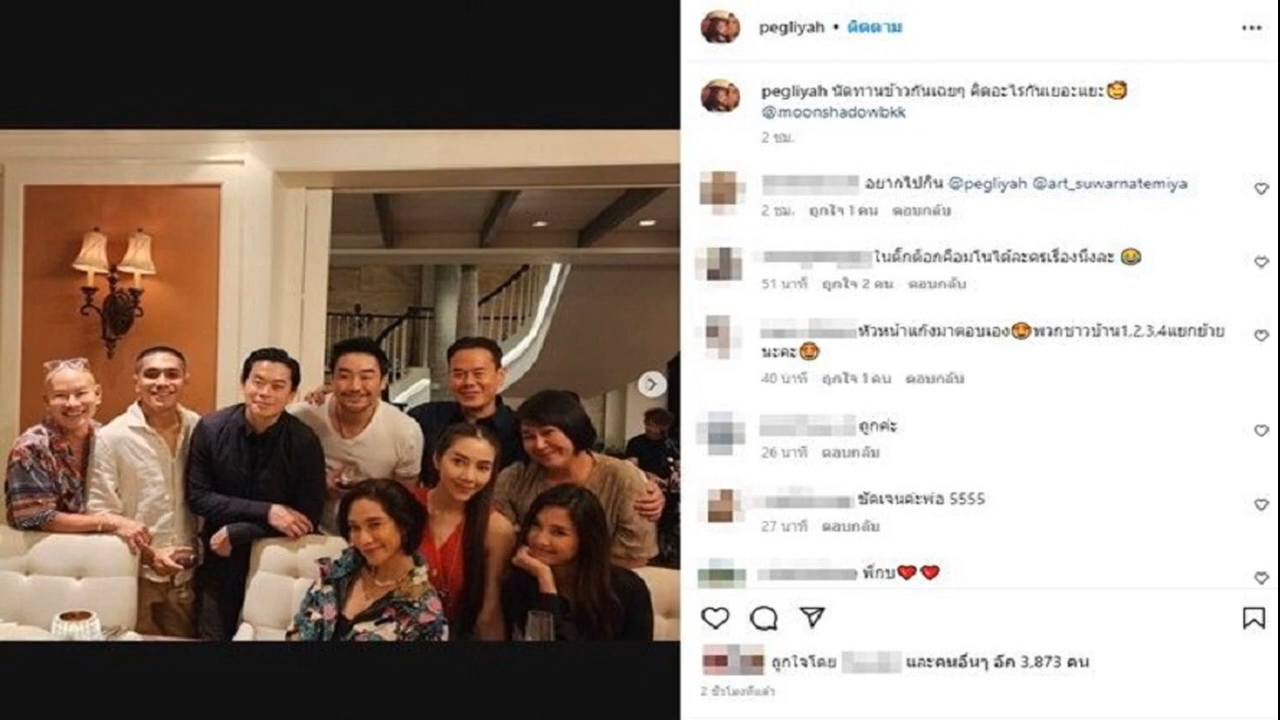 pegliyah • ติดตาม
pegliyah นัดทานข้าวกันเฉยๆ คิดอะไรกันเยอะแยะ🥰
@moonshadowbkk
2 ชม.
อยากไปกิน @pegliyah @art_suwarnatemiya
2 ชม. ถูกใจ 1 คน ตอบกลับ
ในติ๊กต้อกคือมโนได้ละครเรื่องนึงละ 😂
51 นาที ถูกใจ 2 คน ตอบกลับ
หัวหน้าแก๊งมาตอบเอง🤩พวกชาวบ้าน1,2,3,4แยกย้าย
นะคะ🤩
40 นาที ถูกใจ 1 คน ตอบกลับ
ถูกค่ะ
26 นาที ตอบกลับ
ชัดเจนค่ะพ่อ 5555
27 นาที ตอบกลับ
พี่กบ❤️ ❤️
ถูกใจโดย และคนอื่นๆ อีก 3,873 คน
2 ชั่วโมงที่แล้ว